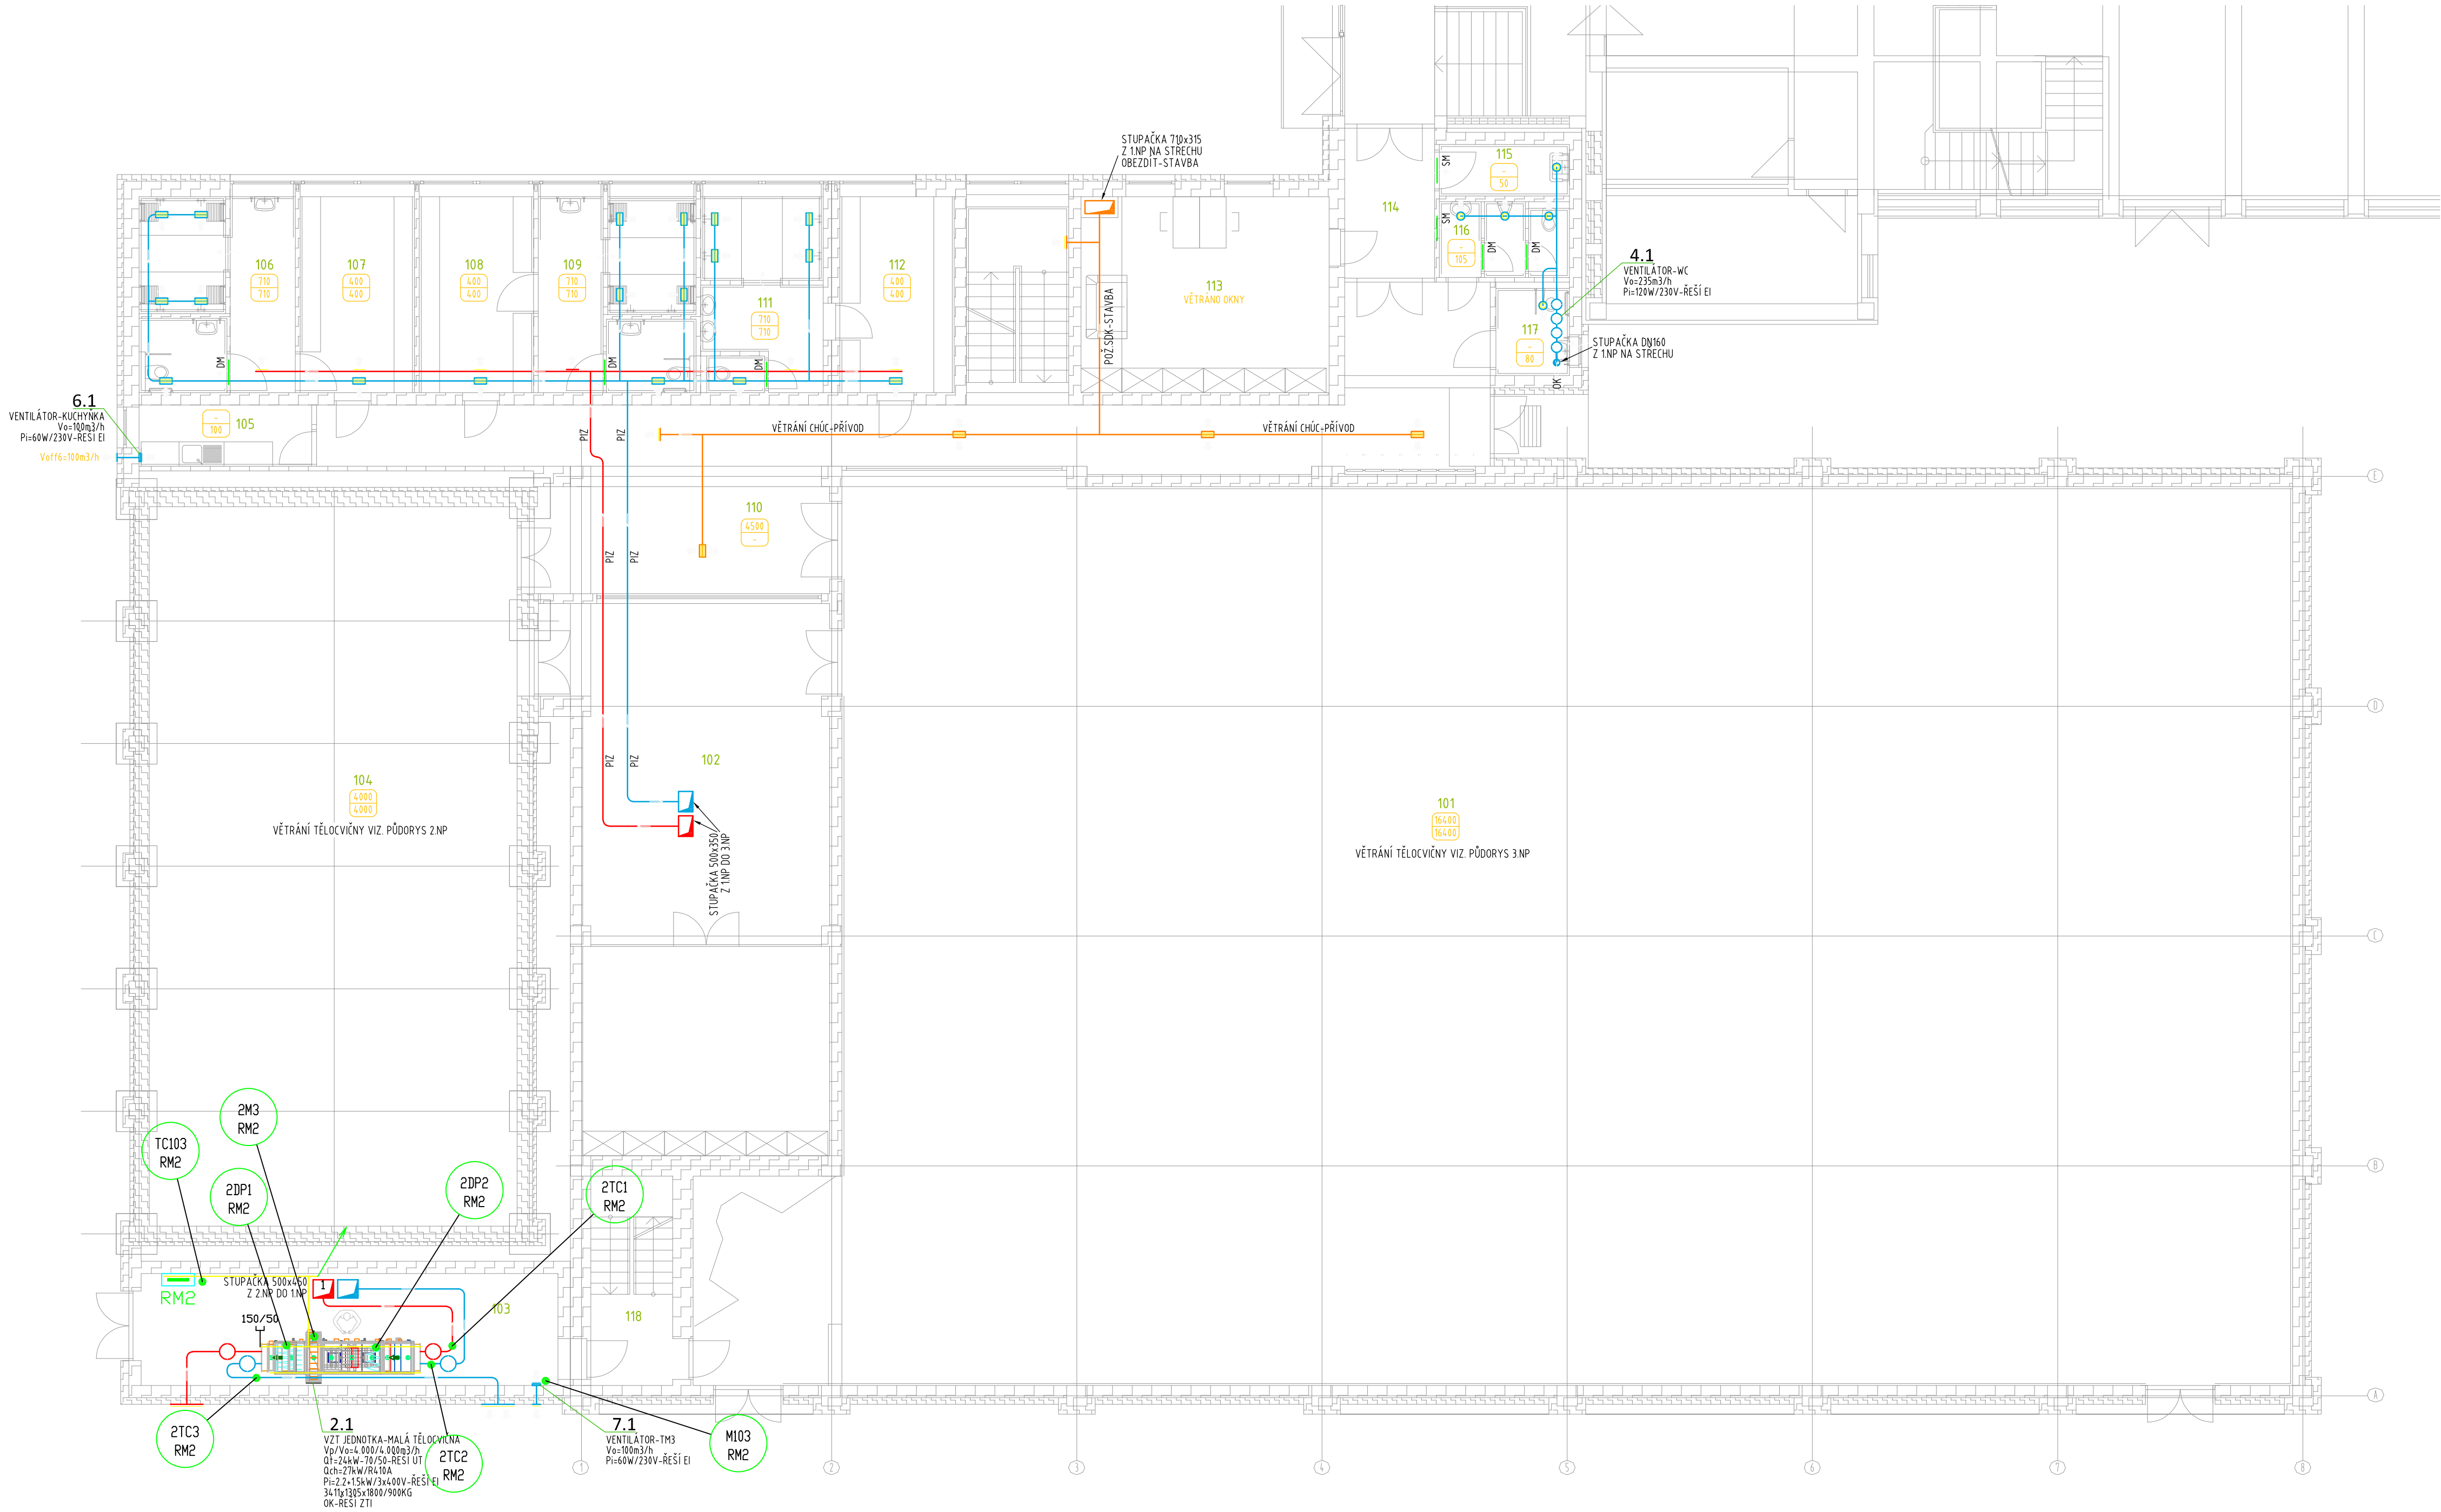 STUPAČKA 710x315
Z 1.NP NA STŘECHU
OBEZDÍT-STAVBA
SM
115
-
50
114
SM
116
-
105
DM
DM
4.1
VENTILÁTOR-WC
Vo=235m3/h
Pi=120W/230V-ŘEŠÍ El
117
-
80
STUPAČKA DN160
Z 1.NP NA STŘECHU
OK
106
710
710
107
400
400
108
400
400
109
710
710
111
710
710
112
400
400
113
VĚTRÁNO OKNY
POŽ.SDK-STAVBA
DM
DM
DM
6.1
VENTILÁTOR-KUCHYŇKA
Vo=100m3/h
Pi=60W/230V-ŘEŠÍ El
Voff6=100m3/h
-
100
105
PIZ
PIZ
VĚTRÁNÍ CHÚC-PŘÍVOD
VĚTRÁNÍ CHÚC-PŘÍVOD
E
110
4500
-
PIZ
PIZ
D
PIZ
PIZ
102
104
4000
4000
VĚTRÁNÍ TĚLOCVIČNY VIZ. PŮDORYS 2.NP
101
16400
16400
VĚTRÁNÍ TĚLOCVIČNY VIZ. PŮDORYS 3.NP
STUPAČKA 500x350
Z 1.NP DO 3.NP
C
2M3
RM2
TC103
RM2
2DP1
RM2
2DP2
RM2
2TC1
RM2
B
STUPAČKA 500x450
Z 2.NP DO 1.NP
1
RM2
103
150/50
118
A
2TC3
RM2
2.1
VZT JEDNOTKA-MALÁ TĚLOCVIČNA
Vp/Vo=4.000/4.000m3/h
Qt=24kW-70/50-ŘEŠÍ ÚT
Qch=27kW/R410A
Pi=2.2+1.5kW/3x400V-ŘEŠÍ El
3411x1305x1800/900KG
OK-ŘEŠÍ ZTI
2TC2
RM2
7.1
VENTILÁTOR-TM3
Vo=100m3/h
Pi=60W/230V-ŘEŠÍ El
M103
RM2
1
2
3
4
5
6
7
8